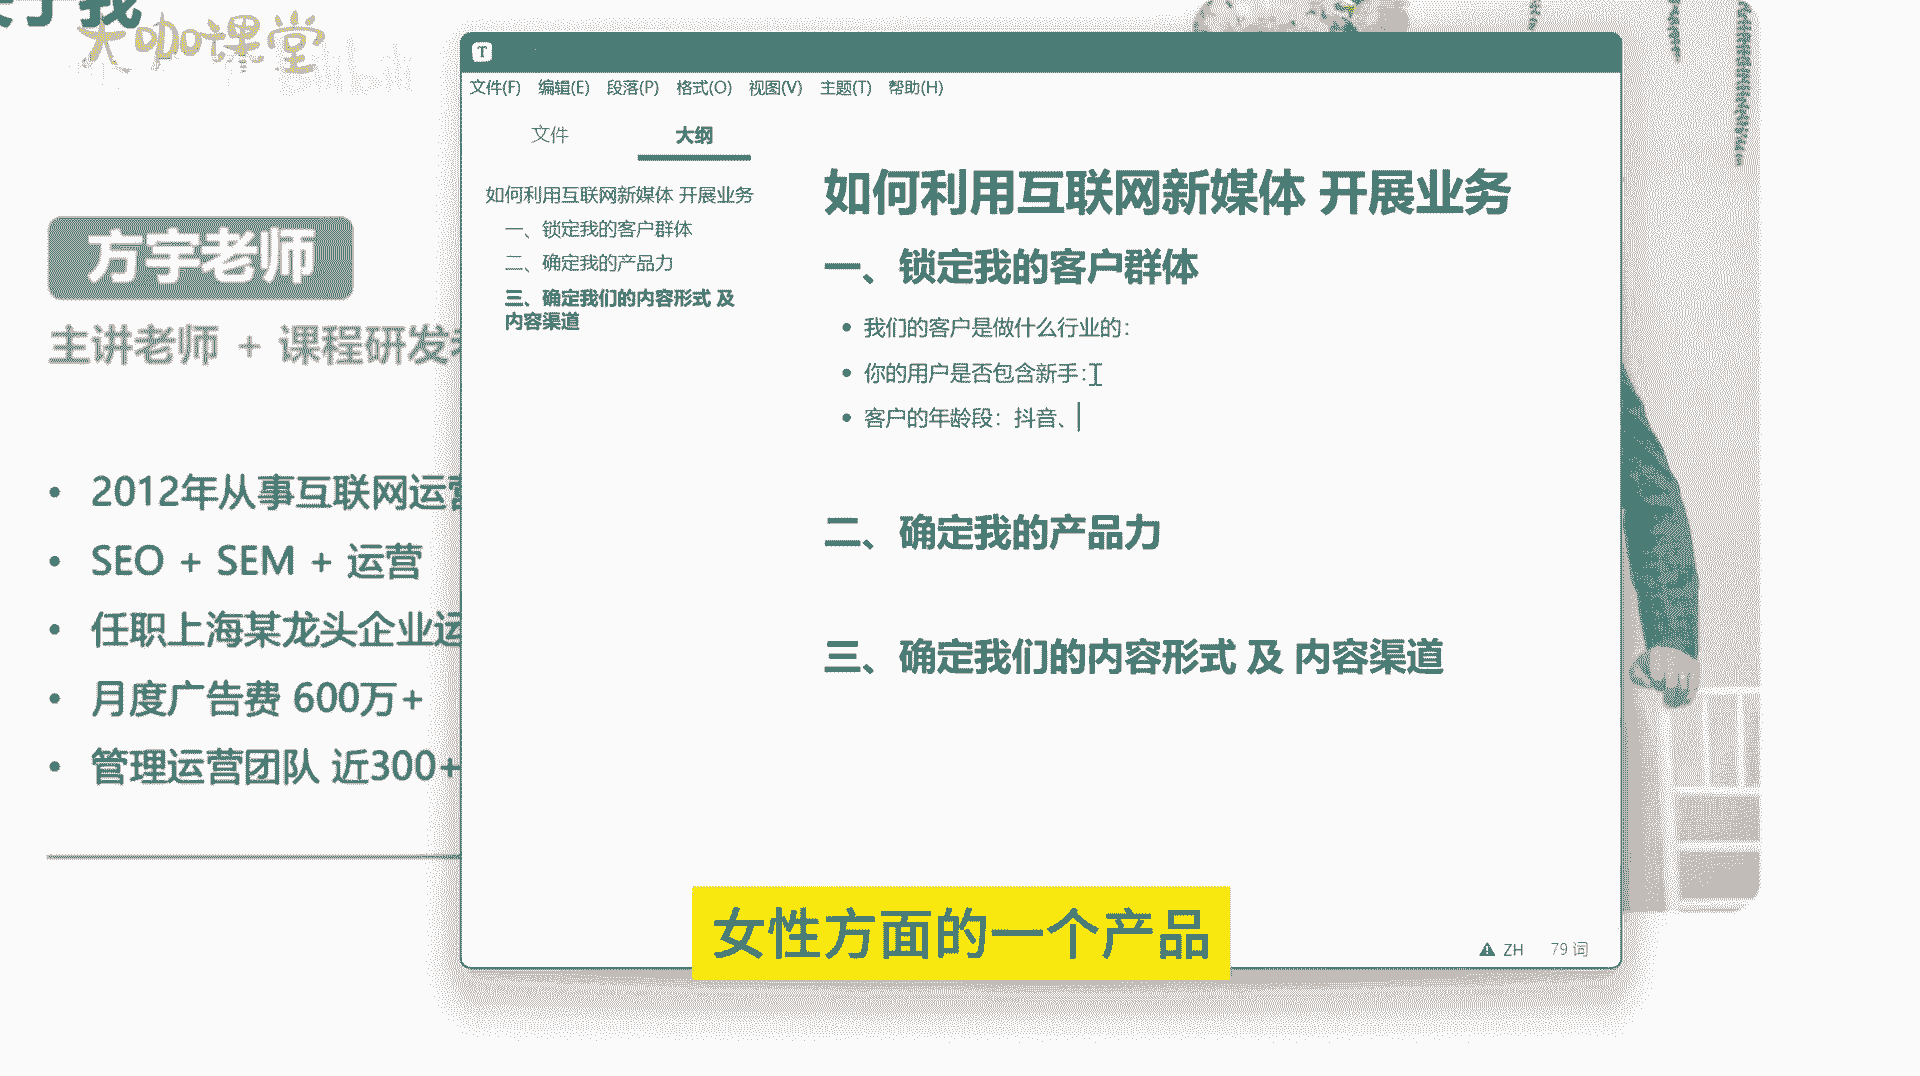 大咖课堂
bilibili
方宇老师
主讲老师 + 课程研发
2012年从事互联网运营
SEO + SEM + 运营
任职上海某龙头企业运
月度广告费 600万+
管理运营团队 近300+
文件(F) 编辑(E) 段落(P) 格式(O) 视图(V) 主题(T) 帮助(H)
文件 大纲
如何利用互联网新媒体 开展业务
一、锁定我的客户群体
二、确定我的产品力
三、确定我们的内容形式 及
内容渠道
如何利用互联网新媒体 开展业务
一、锁定我的客户群体
我们的客户是做什么行业的：
你的用户是否包含新手：
客户的年龄段：抖音、
二、确定我的产品力
三、确定我们的内容形式 及 内容渠道
ZH 79 词
女性方面的一个产品